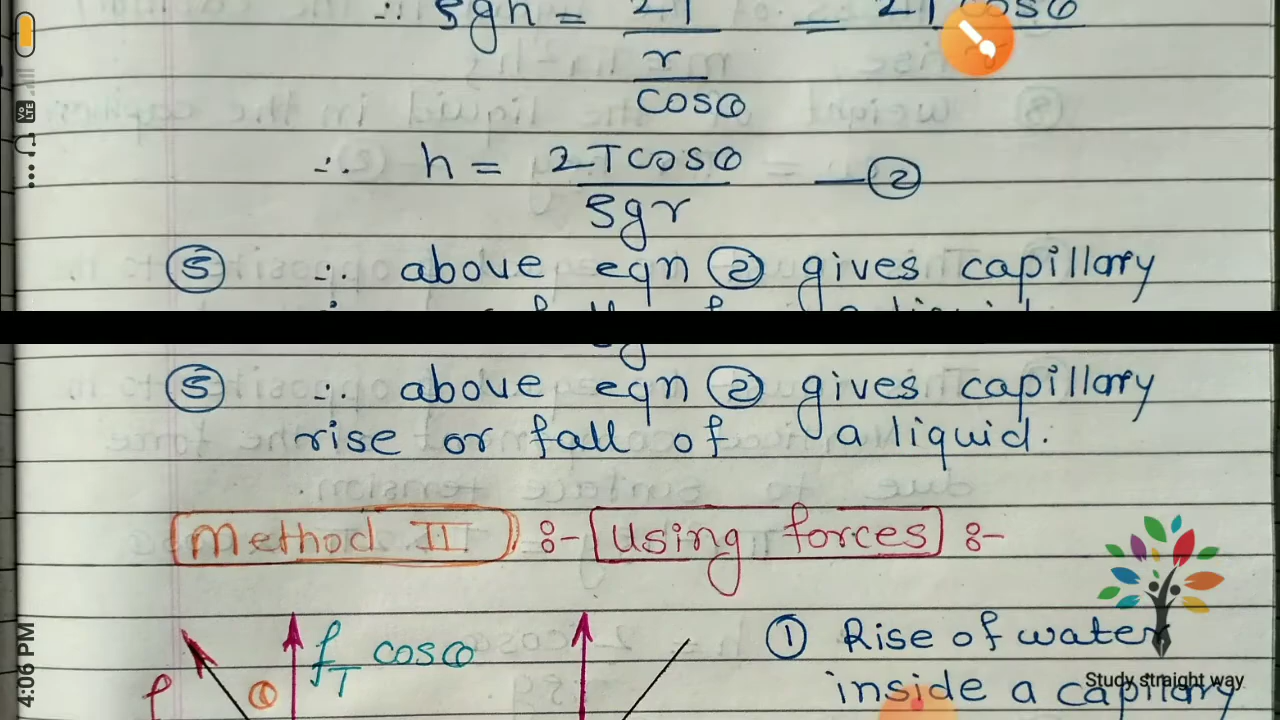 ∴ ρgh = 2T / (r / cosθ) = 2T cosθ / r
∴ h = 2T cosθ / ρgr — ②
⑤ ∴ above eqn ② gives capillary
⑤ ∴ above eqn ② gives capillary
rise or fall of a liquid.
Method II :- Using forces :-
f_T cosθ
θ
① Rise of water
inside a capillary
Study straight way
4:06 PM